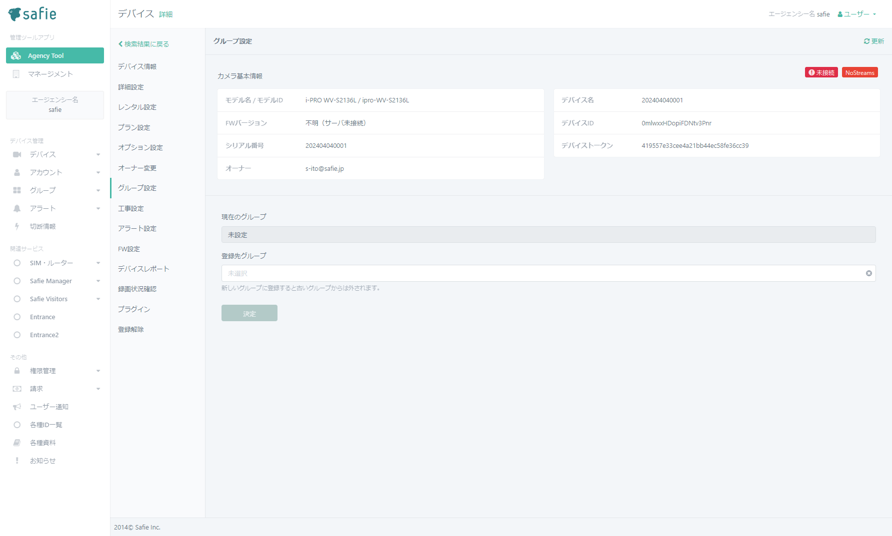 safie
デバイス 詳細
エージェンシー名 safie
ユーザー
管理ツールアプリ
Agency Tool
マネージメント
エージェンシー名
safie
デバイス管理
デバイス
アカウント
グループ
アラート
切断情報
関連サービス
SIM・ルーター
Safie Manager
Safie Visitors
Entrance
Entrance2
その他
権限管理
請求
ユーザー通知
各種ID一覧
各種資料
お知らせ
検索結果に戻る
デバイス情報
詳細設定
レンタル設定
プラン設定
オプション設定
オーナー変更
グループ設定
工事設定
アラート設定
FW設定
デバイスレポート
録画状況確認
プラグイン
登録解除
グループ設定
更新
カメラ基本情報
未接続
NoStreams
モデル名 / モデルID i-PRO WV-S2136L / ipro-WV-S2136L
FWバージョン 不明（サーバ未接続）
シリアル番号 202404040001
オーナー s-ito@safie.jp
デバイス名 202404040001
デバイスID 0mlwxxHDopiFDNtv3Pnr
デバイストークン 419557e33cee4a21bb44ec58fe36cc39
現在のグループ
未設定
登録先グループ
未選択
新しいグループに登録すると古いグループからは外されます。
決定
2014© Safie Inc.